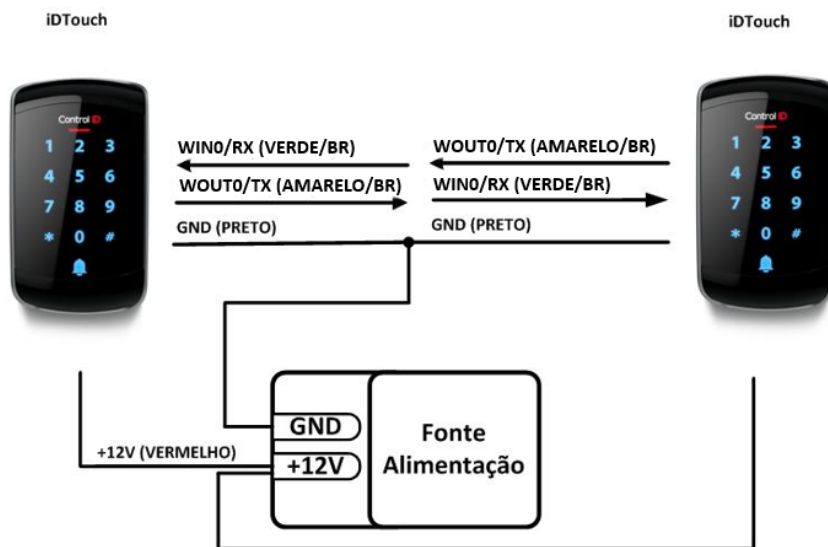 iDTouch
iDTouch
Control iD
1 2 3
4 5 6
7 8 9
* 0 #
WIN0/RX (VERDE/BR)
WOUT0/TX (AMARELO/BR)
GND (PRETO)
WOUT0/TX (AMARELO/BR)
WIN0/RX (VERDE/BR)
GND (PRETO)
Control iD
1 2 3
4 5 6
7 8 9
* 0 #
+12V (VERMELHO)
GND
+12V
Fonte
Alimentação